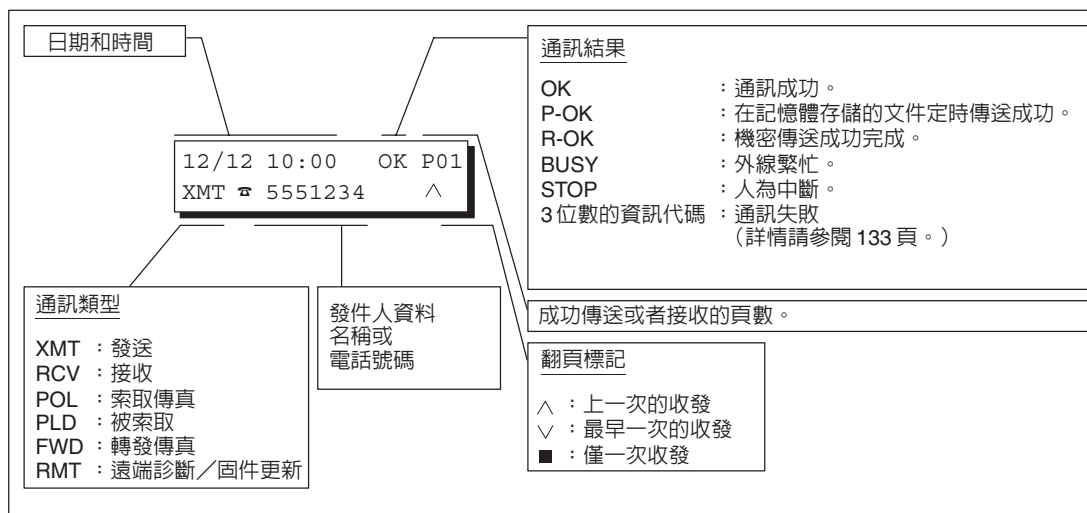 日期和時間
通訊結果
OK ：通訊成功。
P-OK ：在記憶體存儲的文件定時傳送成功。
R-OK ：機密傳送成功完成。
BUSY ：外線繁忙。
STOP ：人為中斷。
3位數的資訊代碼 ：通訊失敗
（詳情請參閱 133 頁。）
12/12 10:00 OK P01
XMT ☎ 5551234 ∧
通訊類型
XMT ：發送
RCV ：接收
POL ：索取傳真
PLD ：被索取
FWD ：轉發傳真
RMT ：遠端診斷／固件更新
發件人資料
名稱或
電話號碼
成功傳送或者接收的頁數。
翻頁標記
∧ ：上一次的收發
∨ ：最早一次的收發
■ ：僅一次收發